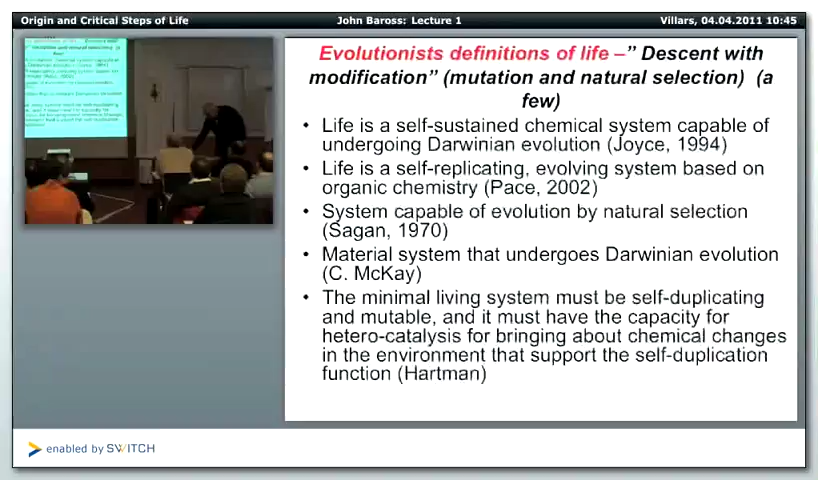 Origin and Critical Steps of Life
John Baross: Lecture 1
Villars, 04.04.2011 10:45
Evolutionists definitions of life –” Descent with
modification” (mutation and natural selection) (a
few)
• Life is a self-sustained chemical system capable of
undergoing Darwinian evolution (Joyce, 1994)
• Life is a self-replicating, evolving system based on
organic chemistry (Pace, 2002)
• System capable of evolution by natural selection
(Sagan, 1970)
• Material system that undergoes Darwinian evolution
(C. McKay)
• The minimal living system must be self-duplicating
and mutable, and it must have the capacity for
hetero-catalysis for bringing about chemical changes
in the environment that support the self-duplication
function (Hartman)
enabled by SWITCH